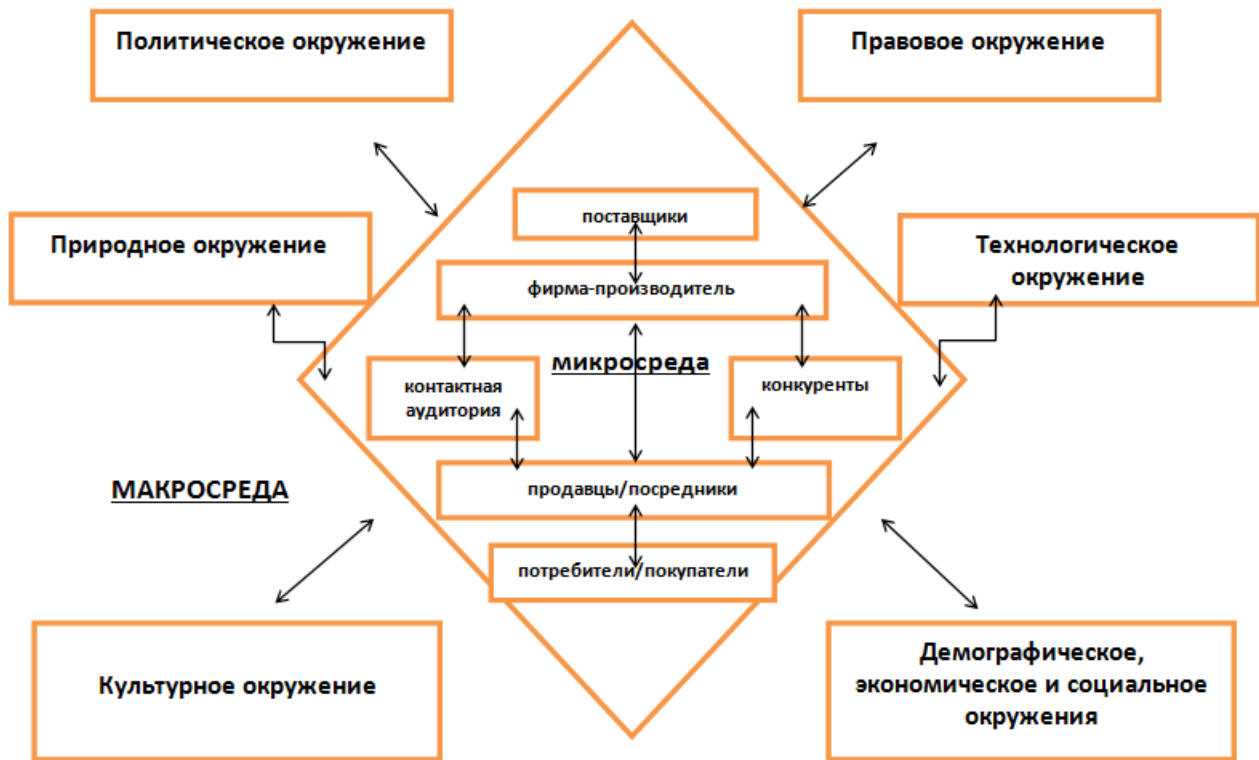 Политическое окружение
Правовое окружение
поставщики
Природное окружение
Технологическое
окружение
фирма-производитель
микросреда
контактная
аудитория
конкуренты
МАКРОСРЕДА
продавцы/посредники
потребители/покупатели
Культурное окружение
Демографическое,
экономическое и социальное
окружения